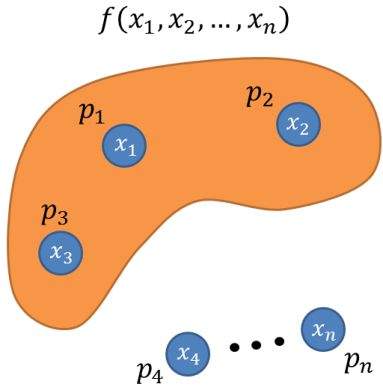 f(x₁, x₂, ..., xₙ)
p₂
p₁
x₂
x₁
p₃
x₃
xₙ
x₄
pₙ
p₄